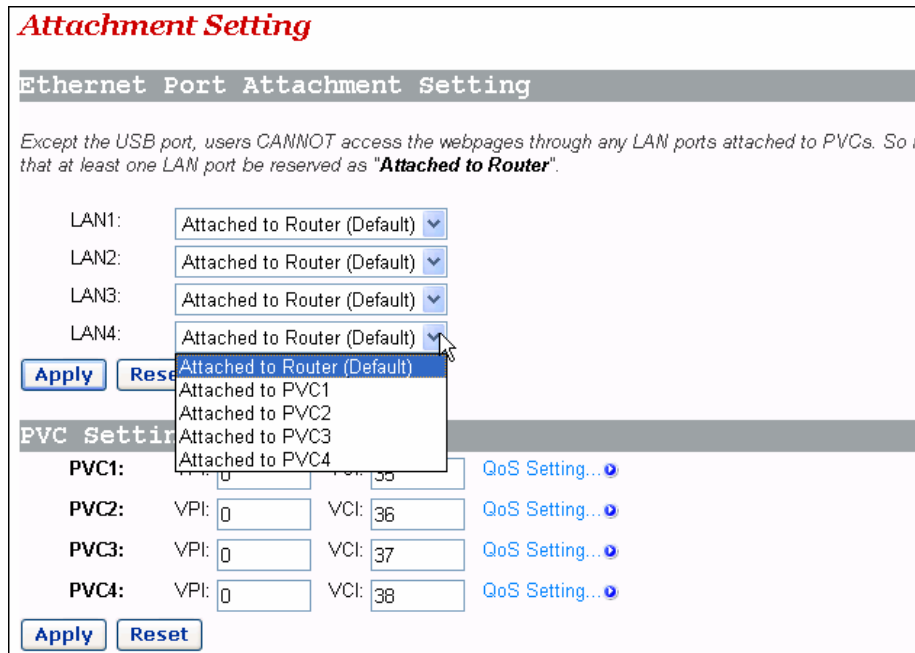 Attachment Setting
Ethernet Port Attachment Setting
Except the USB port, users CANNOT access the webpages through any LAN ports attached to PVCs. So
that at least one LAN port be reserved as "Attached to Router".
LAN1: Attached to Router (Default)
LAN2: Attached to Router (Default)
LAN3: Attached to Router (Default)
LAN4: Attached to Router (Default)
Attached to Router (Default)
Apply
Attached to PVC1
Attached to PVC2
Attached to PVC3
PVC
Attached to PVC4
PVC1: 0 35 QoS Setting...
PVC2: VPI: 0 VCI: 36 QoS Setting...
PVC3: VPI: 0 VCI: 37 QoS Setting...
PVC4: VPI: 0 VCI: 38 QoS Setting...
Apply Reset